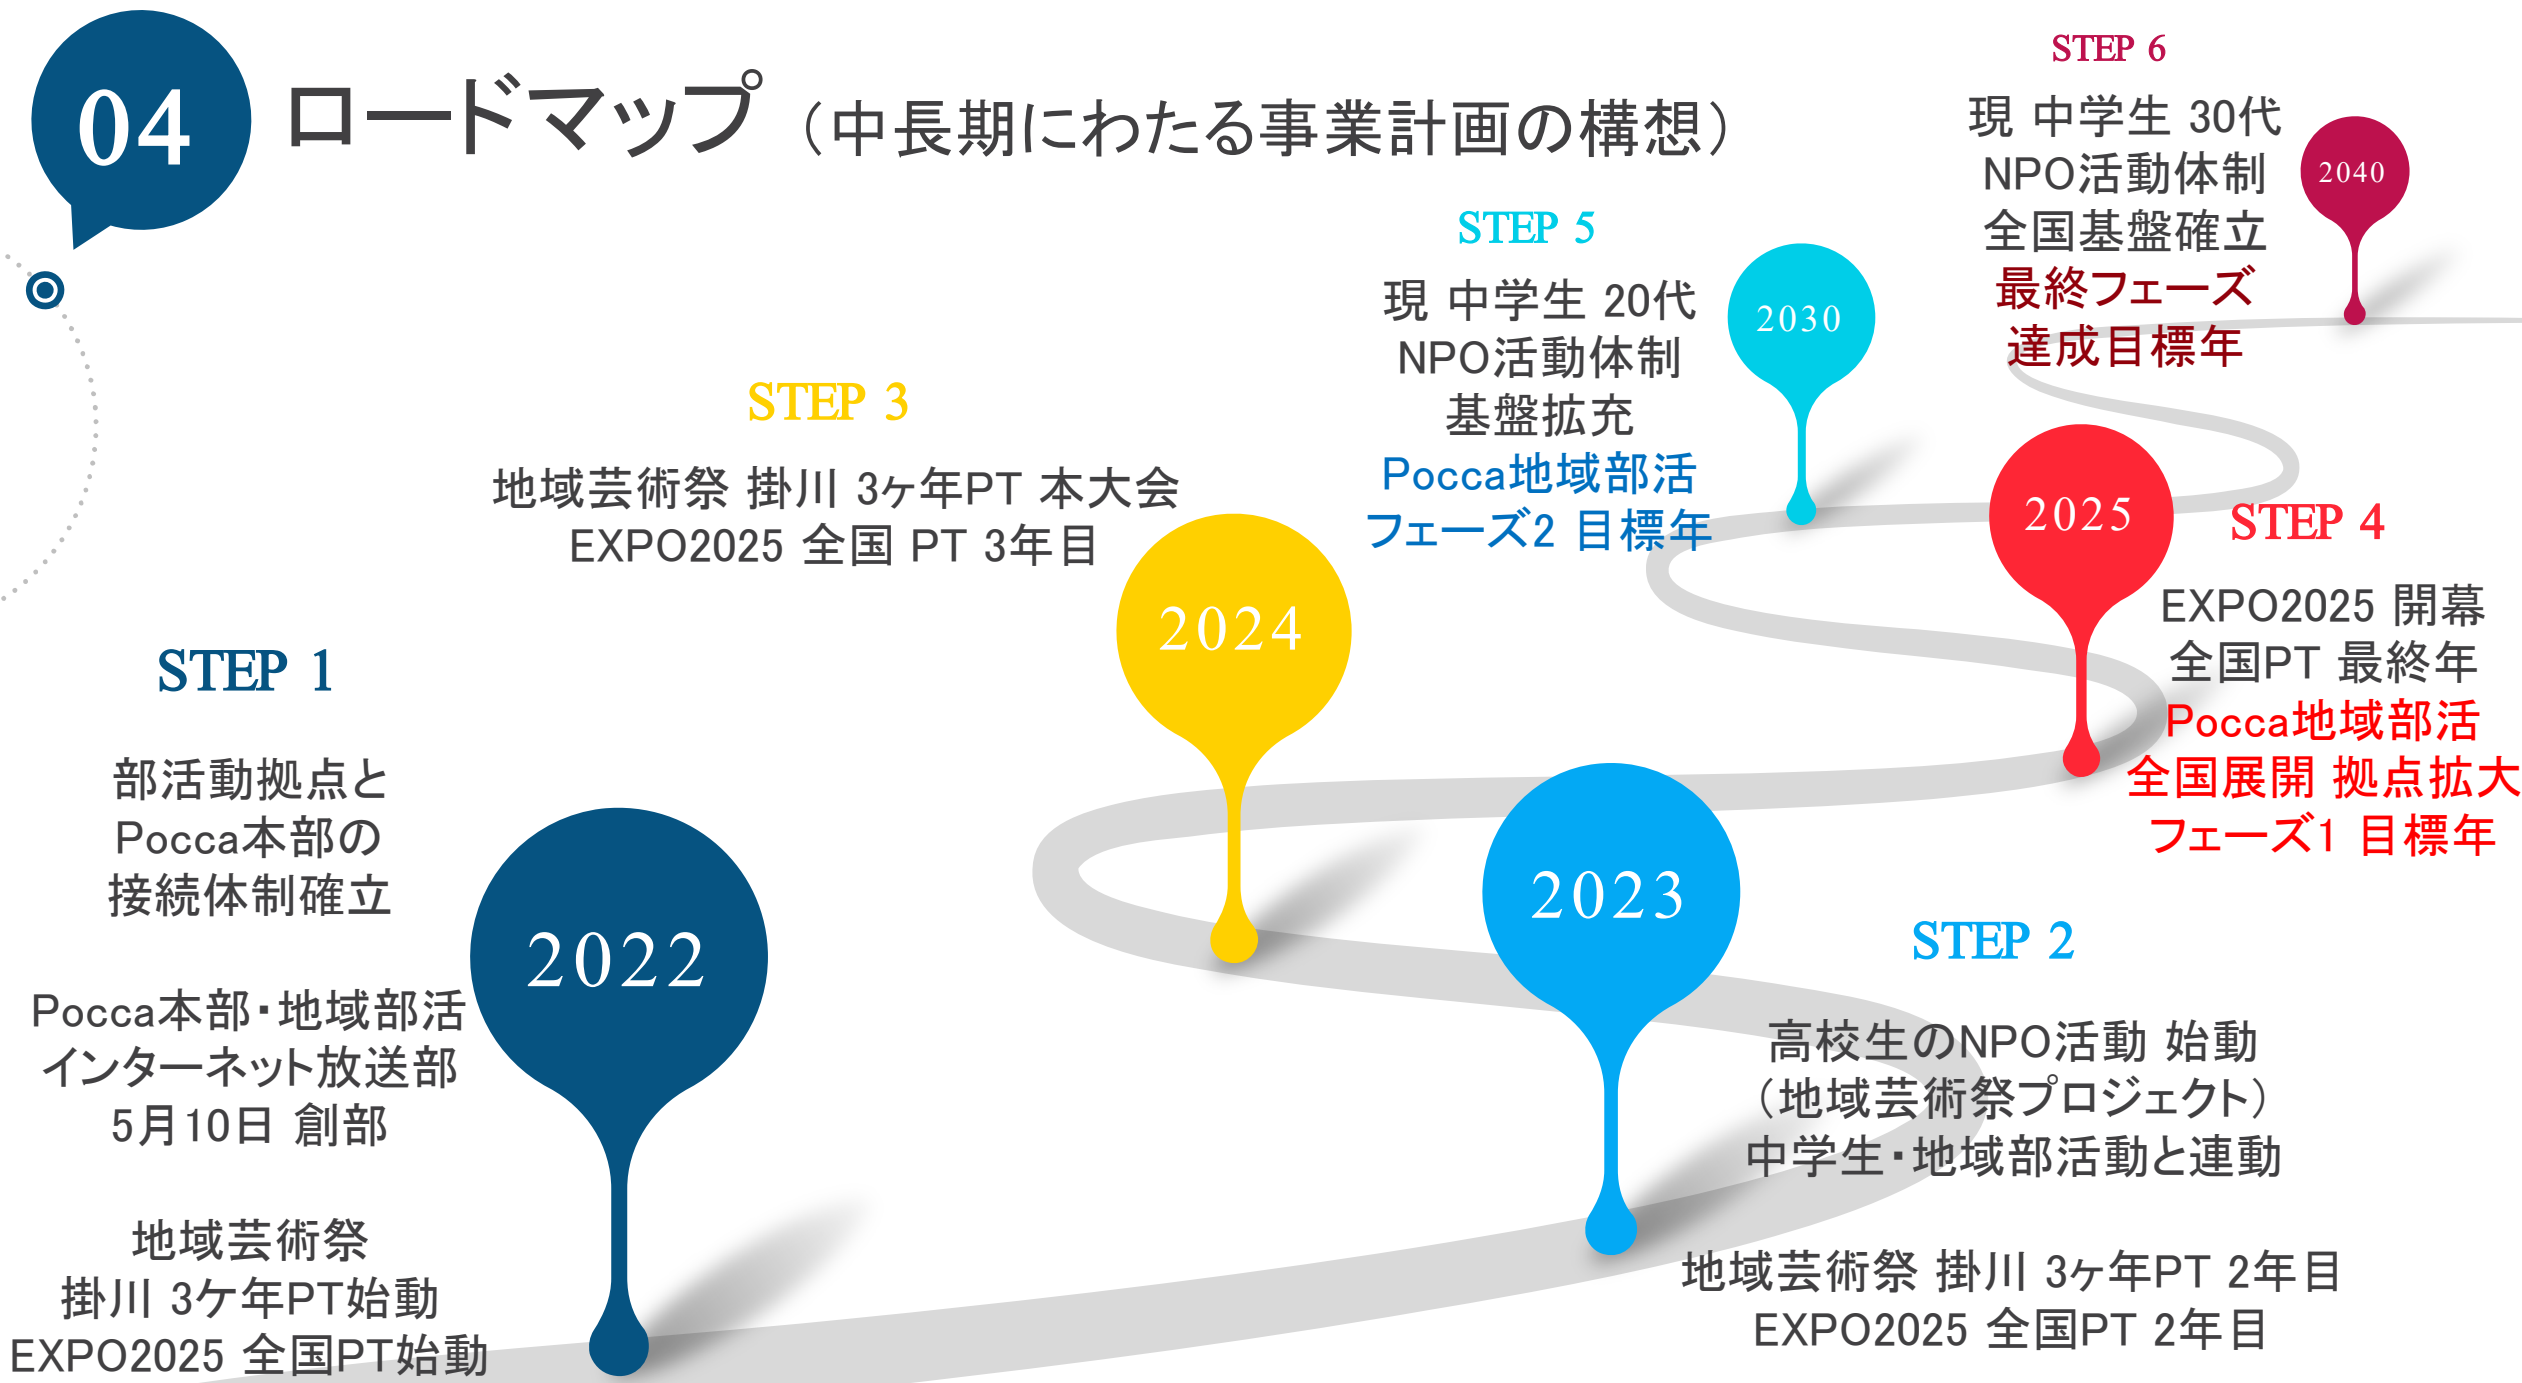 04
ロードマップ（中長期にわたる事業計画の構想）
STEP 1
部活動拠点と
Pocca本部の
接続体制確立
Pocca本部・地域部活
インターネット放送部
5月10日 創部
地域芸術祭
掛川 3ケ年PT始動
EXPO2025 全国PT始動
2022
STEP 2
2023
高校生のNPO活動 始動
（地域芸術祭プロジェクト）
中学生・地域部活動と連動
地域芸術祭 掛川 3ヶ年PT 2年目
EXPO2025 全国PT 2年目
STEP 3
地域芸術祭 掛川 3ヶ年PT 本大会
EXPO2025 全国 PT 3年目
2024
STEP 4
2025
EXPO2025 開幕
全国PT 最終年
Pocca地域部活
全国展開 拠点拡大
フェーズ1 目標年
STEP 5
現 中学生 20代
NPO活動体制
基盤拡充
Pocca地域部活
フェーズ2 目標年
2030
STEP 6
現 中学生 30代
NPO活動体制
全国基盤確立
最終フェーズ
達成目標年
2040